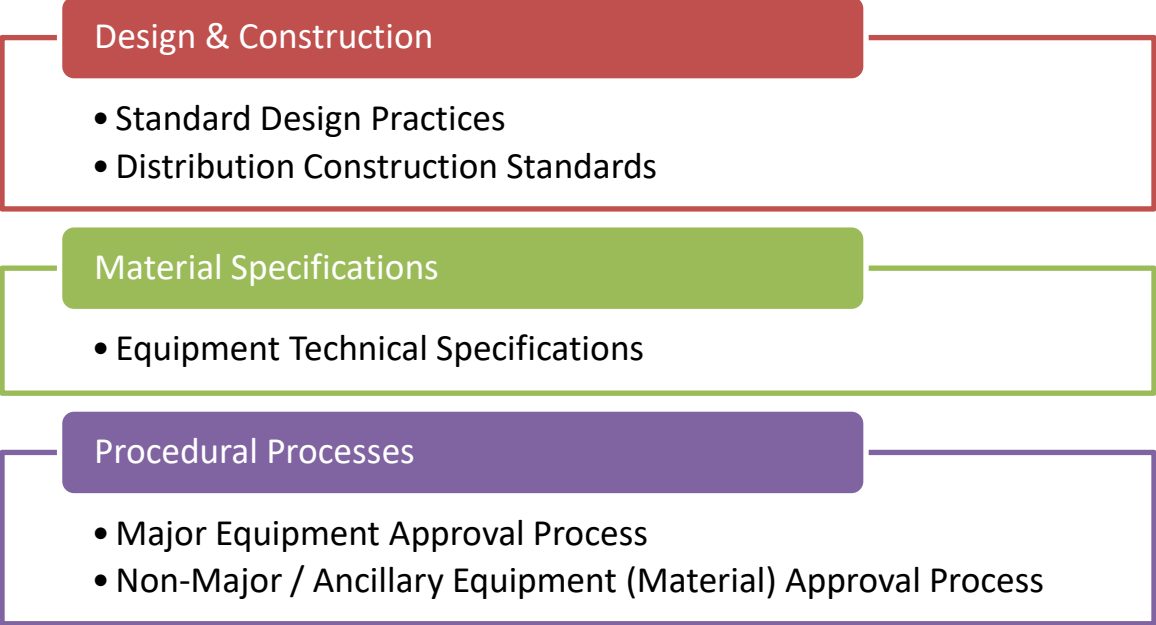 Design & Construction
• Standard Design Practices
• Distribution Construction Standards
Material Specifications
• Equipment Technical Specifications
Procedural Processes
• Major Equipment Approval Process
• Non-Major / Ancillary Equipment (Material) Approval Process